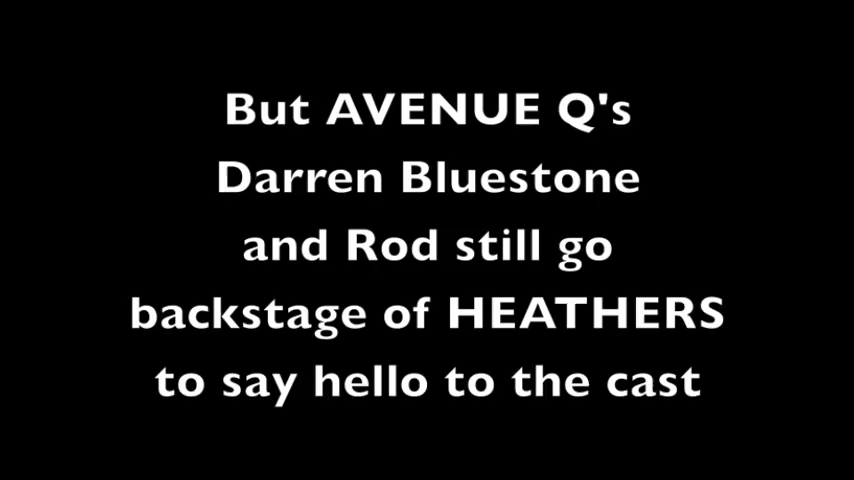 But AVENUE Q's
Darren Bluestone
and Rod still go
backstage of HEATHERS
to say hello to the cast